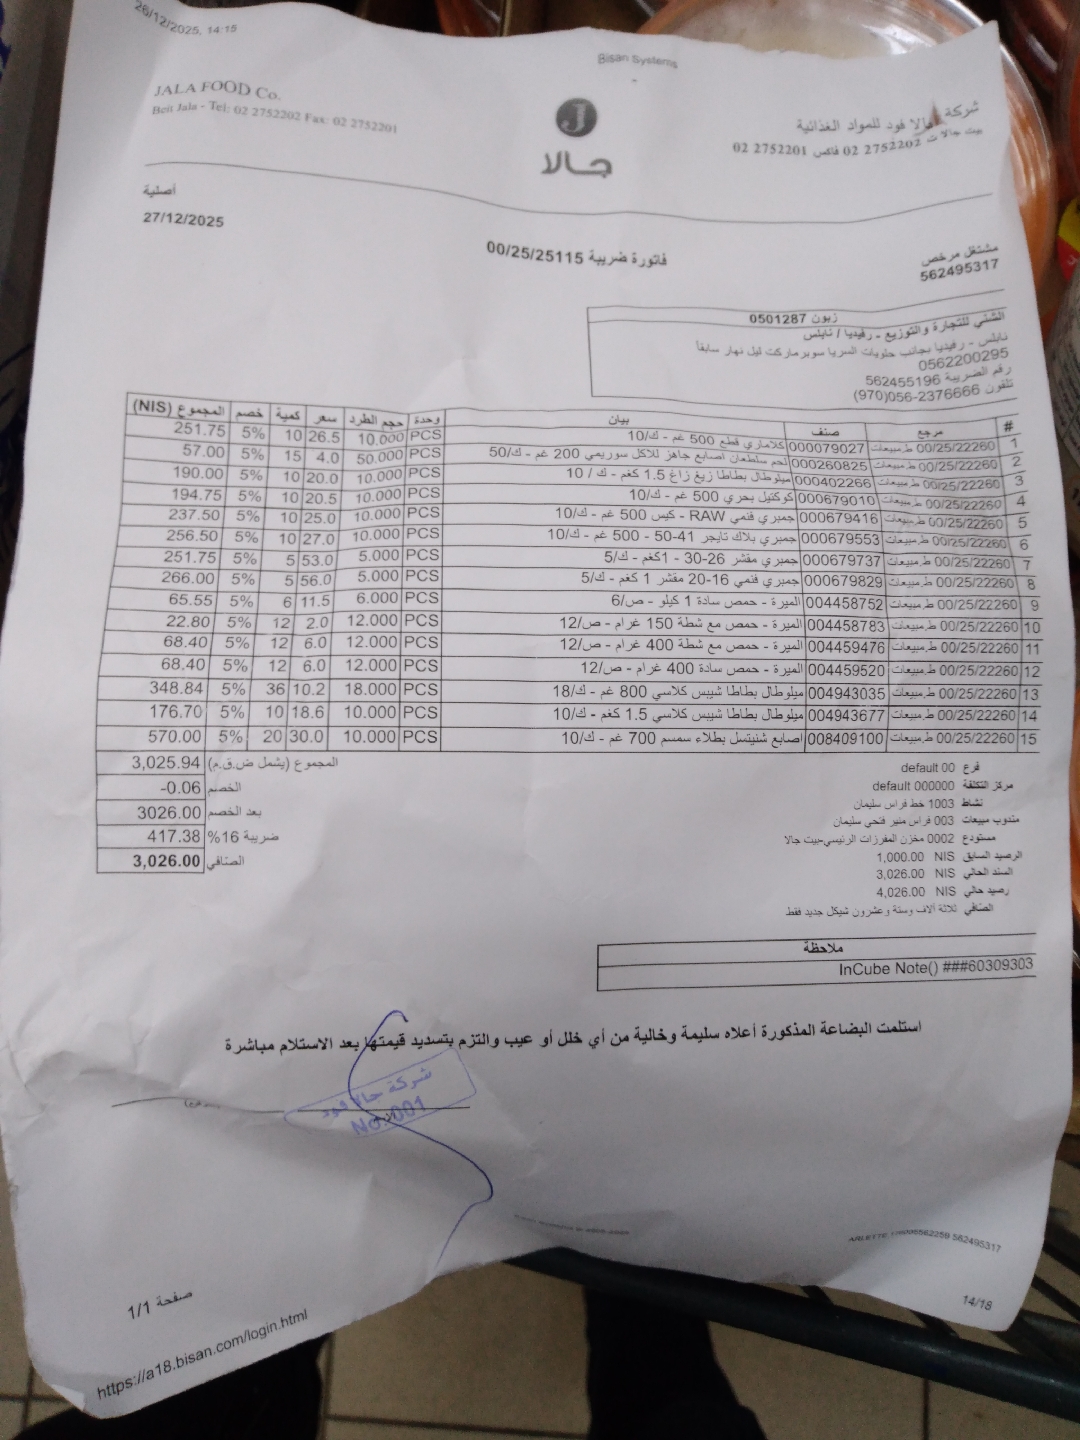 26/12/2025, 14:15
Bisan Systems
JALA FOOD Co.
Beit Jala - Tel: 02 2752202 Fax: 02 2752201
جالا
شركة جالا فود للمواد الغذائية
بيت جالا ت 2752202 02 فاكس 2752201 02
أصلية
27/12/2025
فاتورة ضريبة 00/25/25115
مشتغل مرخص
562495317
زبون 0501287
الشلي للتجارة والتوزيع - رفيديا / نابلس
نابلس - رفيديا بجانب حلويات السرايا سوبرماركت ليل نهار سابقاً
0562200295
رقم الضريبة 562455196
تلفون 2376666-056(970)
# مرجع صنف بيان وحدة حجم الطرد سعر كمية خصم المجموع (NIS)
1 00/25/22260 ط.مبيعات 000079027 كلاماري قطع 500 غم - ك/10 PCS 10.000 26.5 10 5% 251.75
2 00/25/22260 ط.مبيعات 000260825 لحم سلطعان اصابع جاهز للاكل سوريمي 200 غم - ك/50 PCS 50.000 4.0 15 5% 57.00
3 00/25/22260 ط.مبيعات 000402266 ميلوطال بطاطا زيغ زاغ 1.5 كغم - ك / 10 PCS 10.000 20.0 10 5% 190.00
4 00/25/22260 ط.مبيعات 000679010 كوكتيل بحري 500 غم - ك/10 PCS 10.000 20.5 10 5% 194.75
5 00/25/22260 ط.مبيعات 000679416 جمبري فنمي RAW - كيس 500 غم - ك/10 PCS 10.000 25.0 10 5% 237.50
6 00/25/22260 ط.مبيعات 000679553 جمبري بلاك تايجر 41-50 - 500 غم - ك/10 PCS 10.000 27.0 10 5% 256.50
7 00/25/22260 ط.مبيعات 000679737 جمبري مقشر 26-30 - 1كغم - ك/5 PCS 5.000 53.0 5 5% 251.75
8 00/25/22260 ط.مبيعات 000679829 جمبري فنمي 16-20 مقشر 1 كغم - ك/5 PCS 5.000 56.0 5 5% 266.00
9 00/25/22260 ط.مبيعات 004458752 الميرة - حمص سادة 1 كيلو - ص/6 PCS 6.000 11.5 6 5% 65.55
10 00/25/22260 ط.مبيعات 004458783 الميرة - حمص مع شطة 150 غرام - ص/12 PCS 12.000 2.0 12 5% 22.80
11 00/25/22260 ط.مبيعات 004459476 الميرة - حمص مع شطة 400 غرام - ص/12 PCS 12.000 6.0 12 5% 68.40
12 00/25/22260 ط.مبيعات 004459520 الميرة - حمص سادة 400 غرام - ص/12 PCS 12.000 6.0 12 5% 68.40
13 00/25/22260 ط.مبيعات 004943035 ميلوطال بطاطا شيبس كلاسي 800 غم - ك/18 PCS 18.000 10.2 36 5% 348.84
14 00/25/22260 ط.مبيعات 004943677 ميلوطال بطاطا شيبس كلاسي 1.5 كغم - ك/10 PCS 10.000 18.6 10 5% 176.70
15 00/25/22260 ط.مبيعات 008409100 اصابع شنيتسل بطلاء سمسم 700 غم - ك/10 PCS 10.000 30.0 20 5% 570.00
المجموع (يشمل ض.ق.م) 3,025.94
الخصم -0.06
بعد الخصم 3026.00
ضريبة 16% 417.38
الصّافي 3,026.00
فرع 00 default
مركز التكلفة 000000 default
نشاط 1003 خط فراس سليمان
مندوب مبيعات 003 فراس منير فتحي سليمان
مستودع 0002 مخزن المفرزات الرئيسي-بيت جالا
الرصيد السابق NIS 1,000.00
السند الحالي NIS 3,026.00
رصيد حالي NIS 4,026.00
الصّافي ثلاثة آلاف وستة وعشرون شيكل جديد فقط
ملاحظة
InCube Note() ###60309303
استلمت البضاعة المذكورة أعلاه سليمة وخالية من أي خلل أو عيب والتزم بتسديد قيمتها بعد الاستلام مباشرة
شركة جالا فود
No. 001
14/18
صفحة 1/1
https://a18.bisan.com/login.html